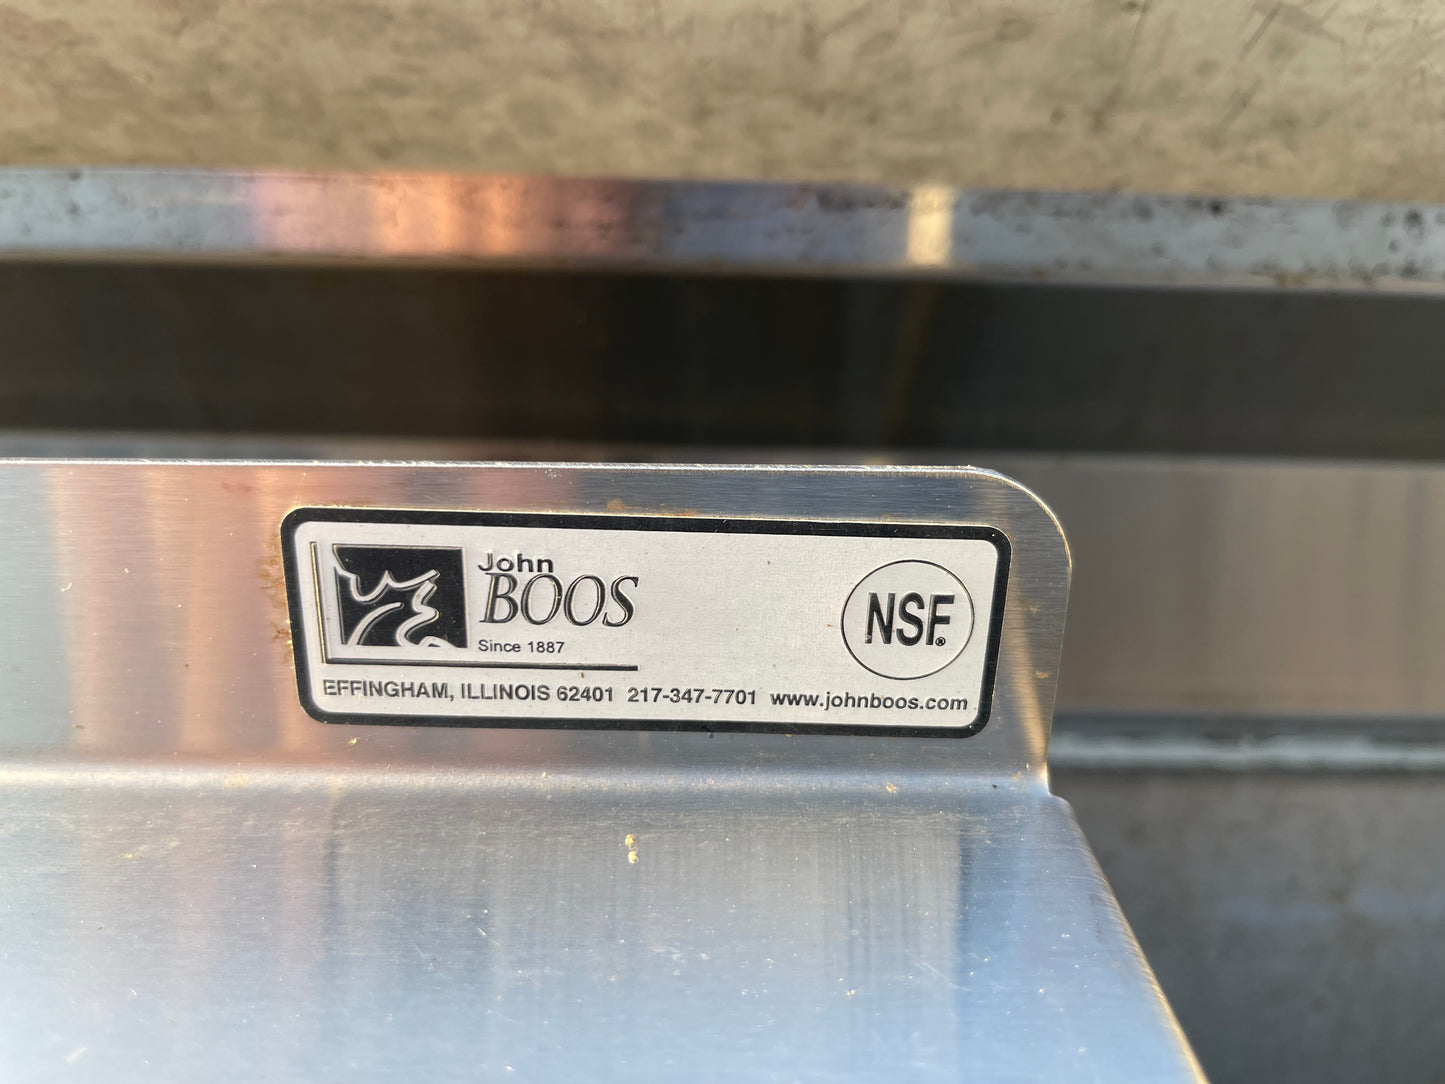 John
BOOS
Since 1887
NSF®
EFFINGHAM, ILLINOIS 62401 217-347-7701 www.johnboos.com